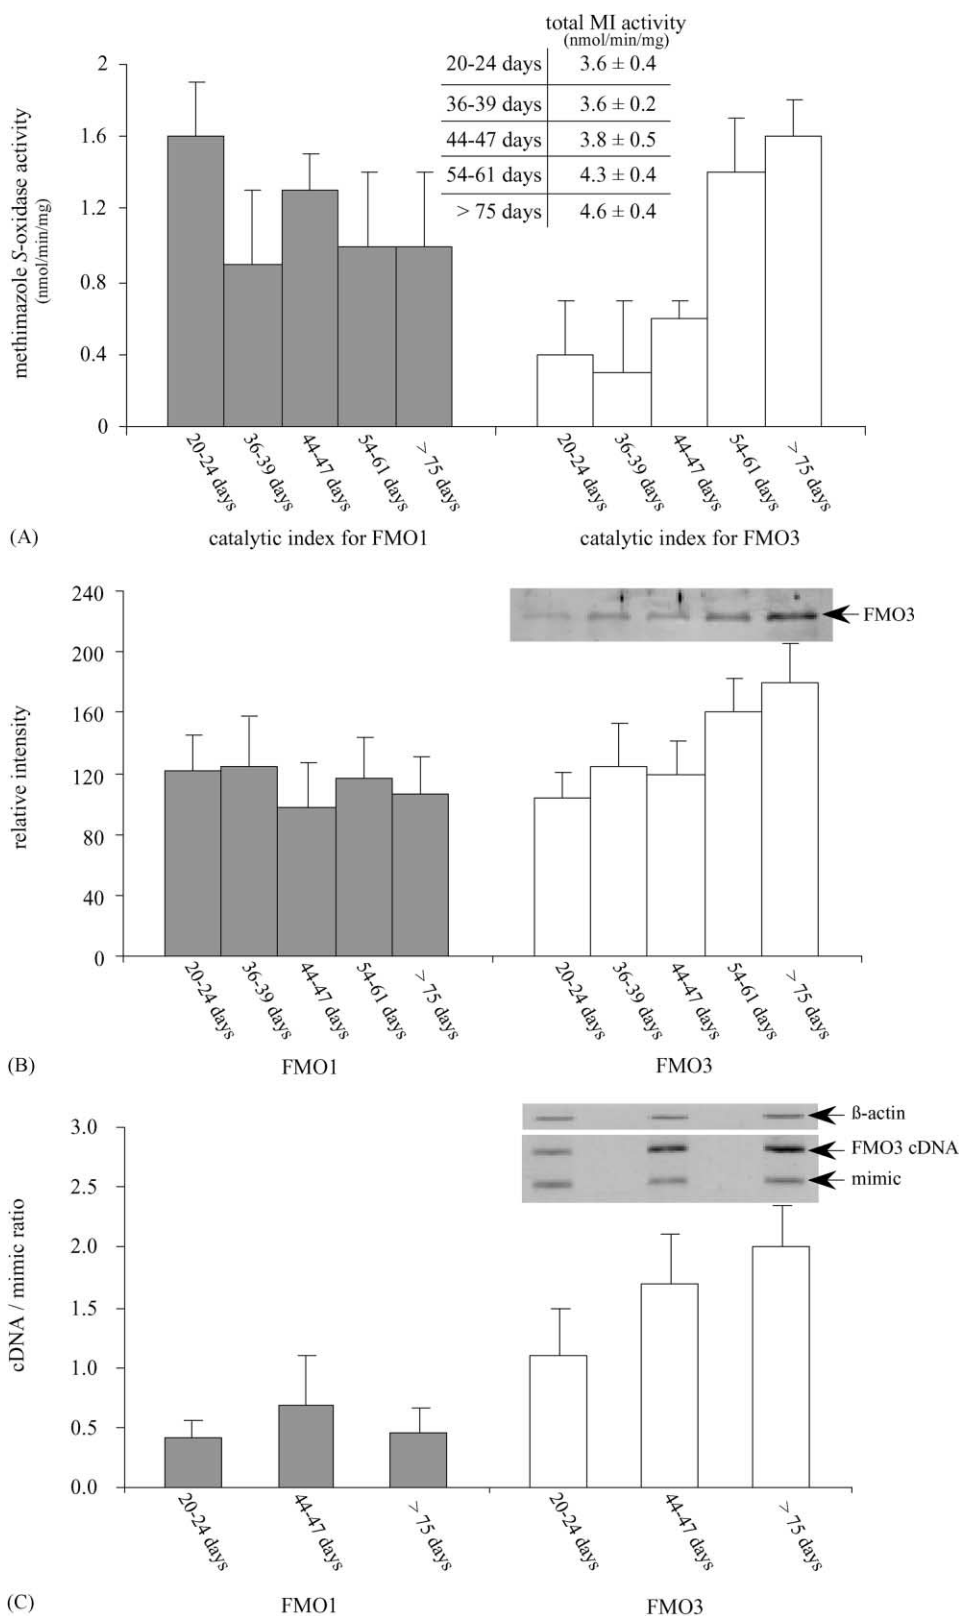 total MI activity
(nmol/min/mg)
20-24 days 3.6 ± 0.4
36-39 days 3.6 ± 0.2
44-47 days 3.8 ± 0.5
54-61 days 4.3 ± 0.4
> 75 days 4.6 ± 0.4
methimazole S-oxidase activity
(nmol/min/mg)
2
1.6
1.2
0.8
0.4
0
20-24 days
36-39 days
44-47 days
54-61 days
> 75 days
20-24 days
36-39 days
44-47 days
54-61 days
> 75 days
(A)
catalytic index for FMO1
catalytic index for FMO3
relative intensity
240
200
160
120
80
40
0
FMO3
20-24 days
36-39 days
44-47 days
54-61 days
> 75 days
20-24 days
36-39 days
44-47 days
54-61 days
> 75 days
(B)
FMO1
FMO3
cDNA / mimic ratio
3.0
2.5
2.0
1.5
1.0
0.5
0.0
ß-actin
FMO3 cDNA
mimic
20-24 days
44-47 days
> 75 days
20-24 days
44-47 days
> 75 days
(C)
FMO1
FMO3